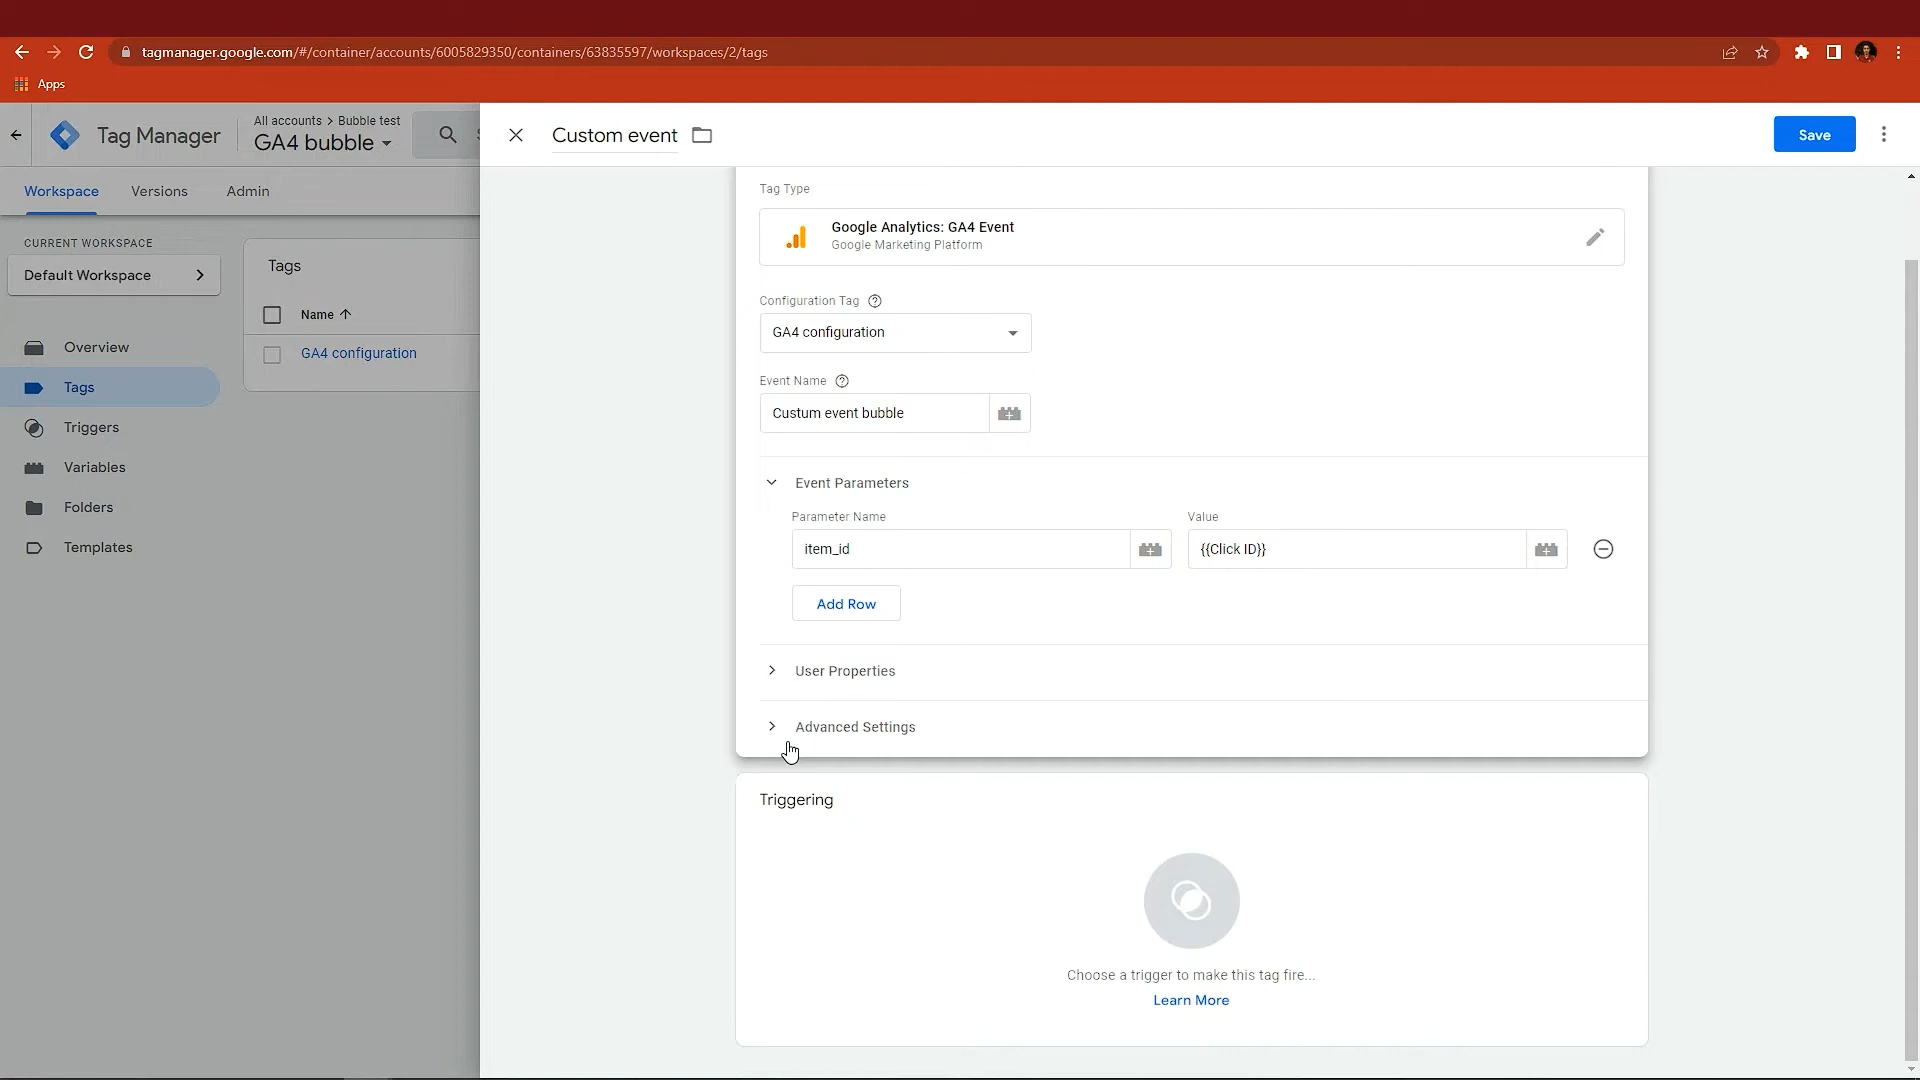 tagmanager.google.com/#/container/accounts/6005829350/containers/63835597/workspaces/2/tags
Apps
Tag Manager
All accounts > Bubble test
GA4 bubble
Custom event
Save
Workspace
Versions
Admin
CURRENT WORKSPACE
Default Workspace
Overview
Tags
Triggers
Variables
Folders
Templates
Tags
Name
GA4 configuration
Tag Type
Google Analytics: GA4 Event
Google Marketing Platform
Configuration Tag
GA4 configuration
Event Name
Custum event bubble
Event Parameters
Parameter Name
Value
item_id
{{Click ID}}
Add Row
User Properties
Advanced Settings
Triggering
Choose a trigger to make this tag fire...
Learn More